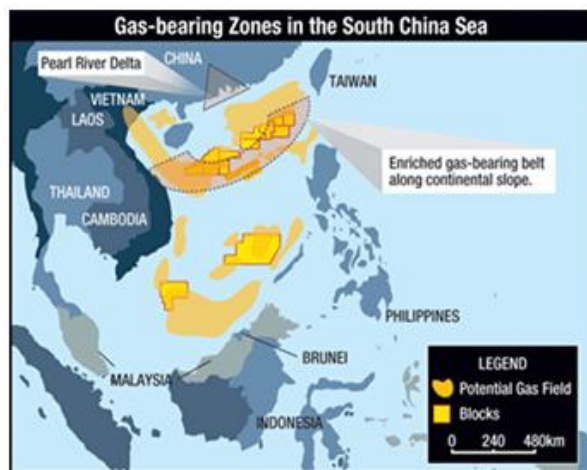 Gas-bearing Zones in the South China Sea
CHINA
Pearl River Delta
TAIWAN
VIETNAM
LAOS
Enriched gas-bearing belt
along continental slope.
THAILAND
CAMBODIA
PHILIPPINES
BRUNEI
MALAYSIA
INDONESIA
LEGEND
Potential Gas Field
Blocks
0 240 480km